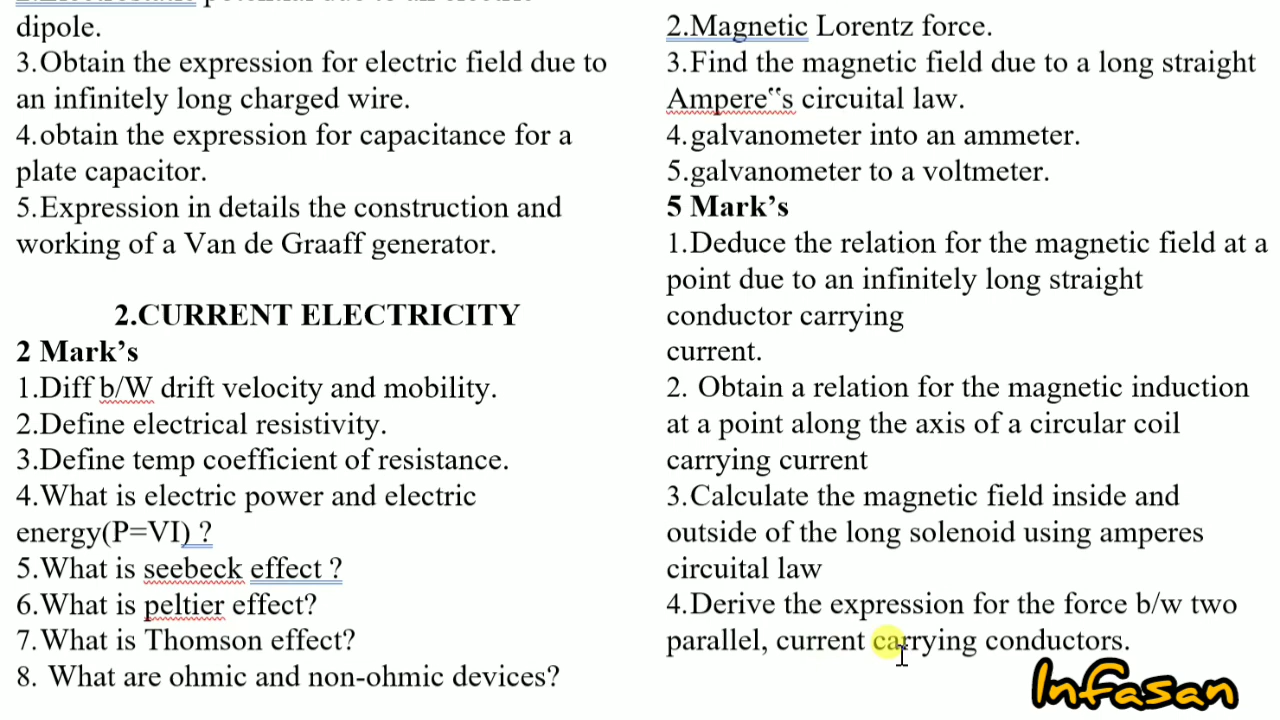 dipole.
3.Obtain the expression for electric field due to
an infinitely long charged wire.
4.obtain the expression for capacitance for a
plate capacitor.
5.Expression in details the construction and
working of a Van de Graaff generator.
2.CURRENT ELECTRICITY
2 Mark’s
1.Diff b/W drift velocity and mobility.
2.Define electrical resistivity.
3.Define temp coefficient of resistance.
4.What is electric power and electric
energy(P=VI) ?
5.What is seebeck effect ?
6.What is peltier effect?
7.What is Thomson effect?
8. What are ohmic and non-ohmic devices?
2.Magnetic Lorentz force.
3.Find the magnetic field due to a long straight
Ampere‟s circuital law.
4.galvanometer into an ammeter.
5.galvanometer to a voltmeter.
5 Mark’s
1.Deduce the relation for the magnetic field at a
point due to an infinitely long straight
conductor carrying
current.
2. Obtain a relation for the magnetic induction
at a point along the axis of a circular coil
carrying current
3.Calculate the magnetic field inside and
outside of the long solenoid using amperes
circuital law
4.Derive the expression for the force b/w two
parallel, current carrying conductors.
Infasan